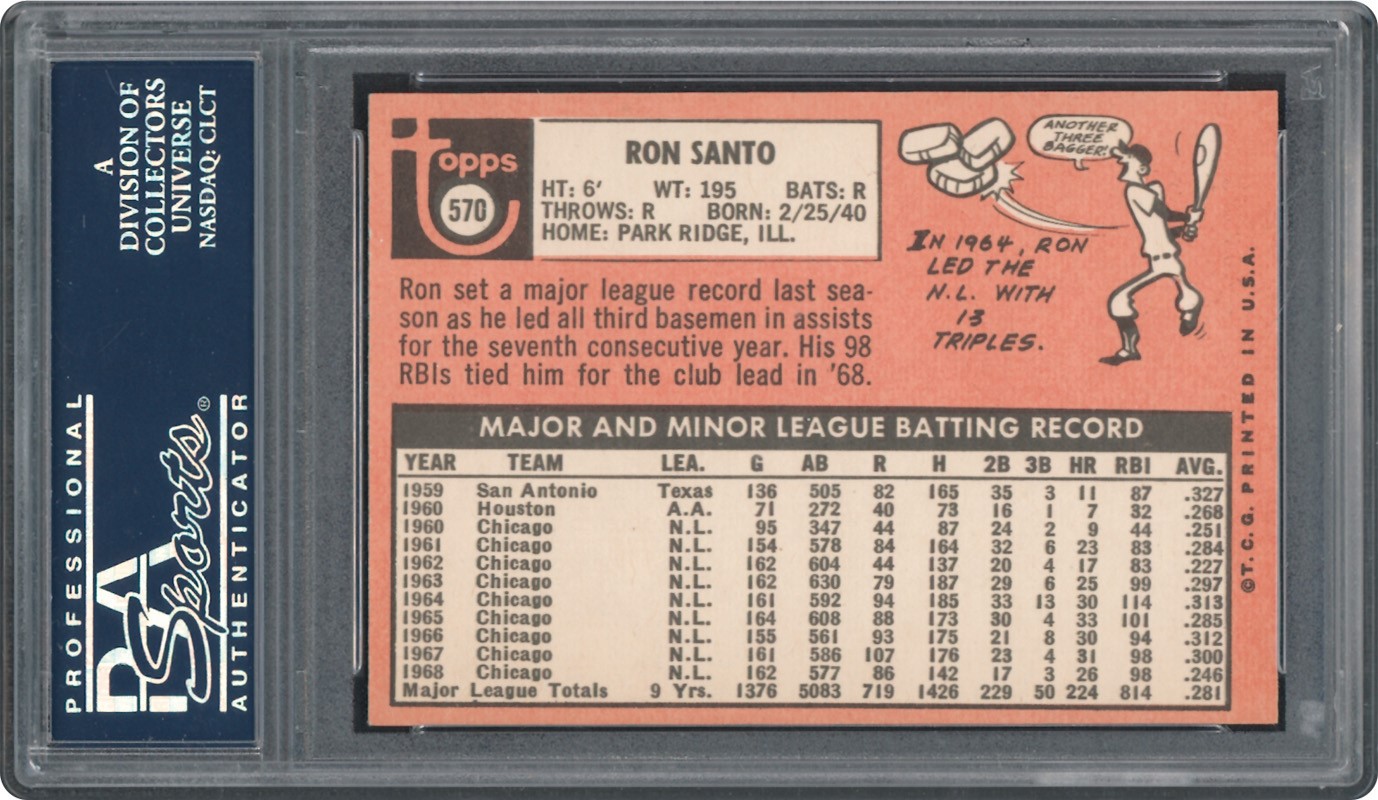 A
DIVISION OF
COLLECTORS
UNIVERSE
NASDAQ: CLCT
PROFESSIONAL
PSA
Sports®
AUTHENTICATOR
Topps
570
RON SANTO
HT: 6' WT: 195 BATS: R
THROWS: R BORN: 2/25/40
HOME: PARK RIDGE, ILL.
Ron set a major league record last sea-
son as he led all third basemen in assists
for the seventh consecutive year. His 98
RBIs tied him for the club lead in '68.
ANOTHER
THREE
BAGGER!
IN 1964, RON
LED THE
N.L. WITH
13
TRIPLES.
MAJOR AND MINOR LEAGUE BATTING RECORD
YEAR TEAM LEA. G AB R H 2B 3B HR RBI AVG.
1959 San Antonio Texas 136 505 82 165 35 3 11 87 .327
1960 Houston A.A. 71 272 40 73 16 1 7 32 .268
1960 Chicago N.L. 95 347 44 87 24 2 9 44 .251
1961 Chicago N.L. 154 578 84 164 32 6 23 83 .284
1962 Chicago N.L. 162 604 44 137 20 4 17 83 .227
1963 Chicago N.L. 162 630 79 187 29 6 25 99 .297
1964 Chicago N.L. 161 592 94 185 33 13 30 114 .313
1965 Chicago N.L. 164 608 88 173 30 4 33 101 .285
1966 Chicago N.L. 155 561 93 175 21 8 30 94 .312
1967 Chicago N.L. 161 586 107 176 23 4 31 98 .300
1968 Chicago N.L. 162 577 86 142 17 3 26 98 .246
Major League Totals 9 Yrs. 1376 5083 719 1426 229 50 224 814 .281
©T.C.G. PRINTED IN U.S.A.